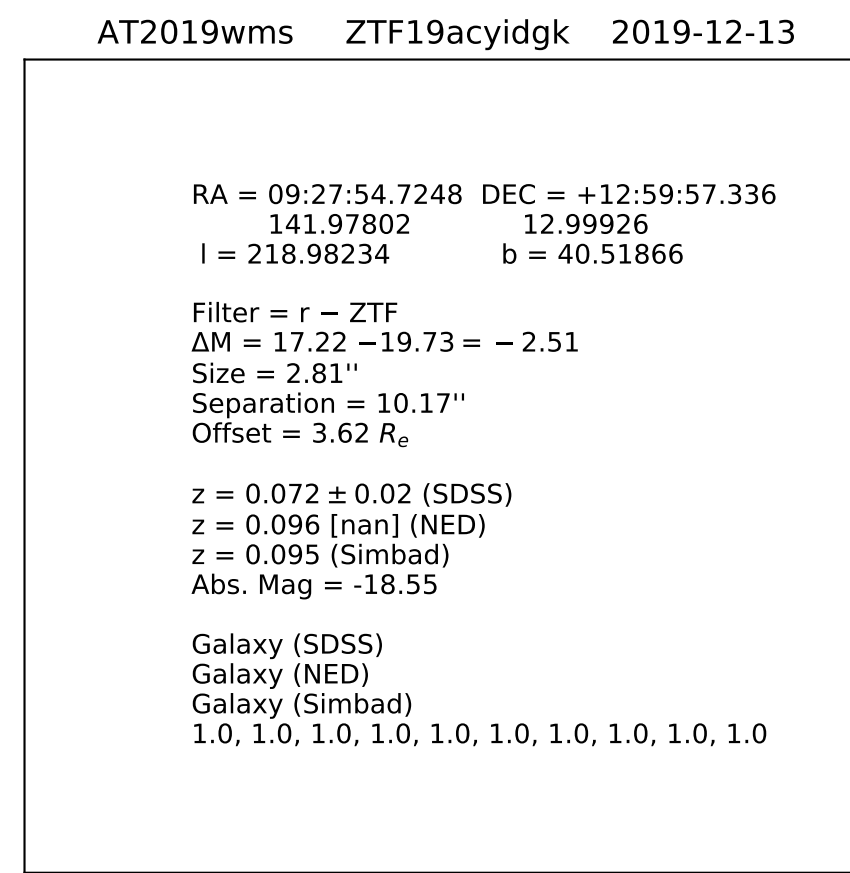 AT2019wms ZTF19acyidgk 2019-12-13
RA = 09:27:54.7248 DEC = +12:59:57.336
141.97802 12.99926
l = 218.98234 b = 40.51866
Filter = r − ZTF
ΔM = 17.22 −19.73 = − 2.51
Size = 2.81''
Separation = 10.17''
Offset = 3.62 Re
z = 0.072 ± 0.02 (SDSS)
z = 0.096 [nan] (NED)
z = 0.095 (Simbad)
Abs. Mag = -18.55
Galaxy (SDSS)
Galaxy (NED)
Galaxy (Simbad)
1.0, 1.0, 1.0, 1.0, 1.0, 1.0, 1.0, 1.0, 1.0, 1.0